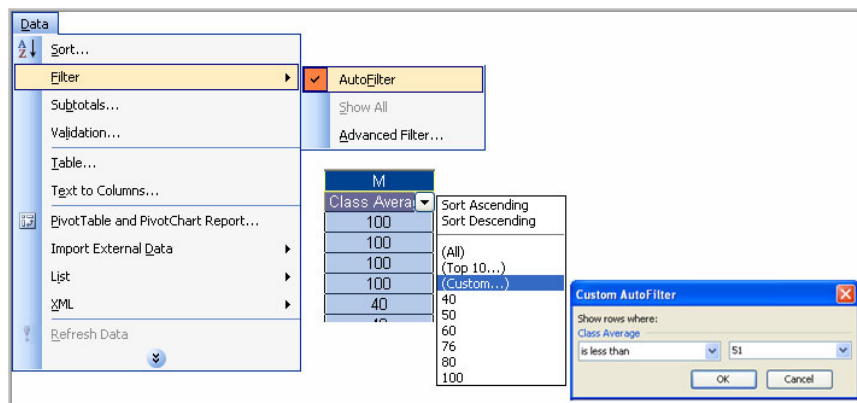 Data
Sort...
Filter
Subtotals...
Validation...
Table...
Text to Columns...
PivotTable and PivotChart Report...
Import External Data
List
XML
Refresh Data
AutoFilter
Show All
Advanced Filter...
M
Class Avera
100
100
100
100
40
Sort Ascending
Sort Descending
(All)
(Top 10...)
(Custom...)
40
50
60
76
80
100
Custom AutoFilter
Show rows where:
Class Average
is less than 51
OK Cancel